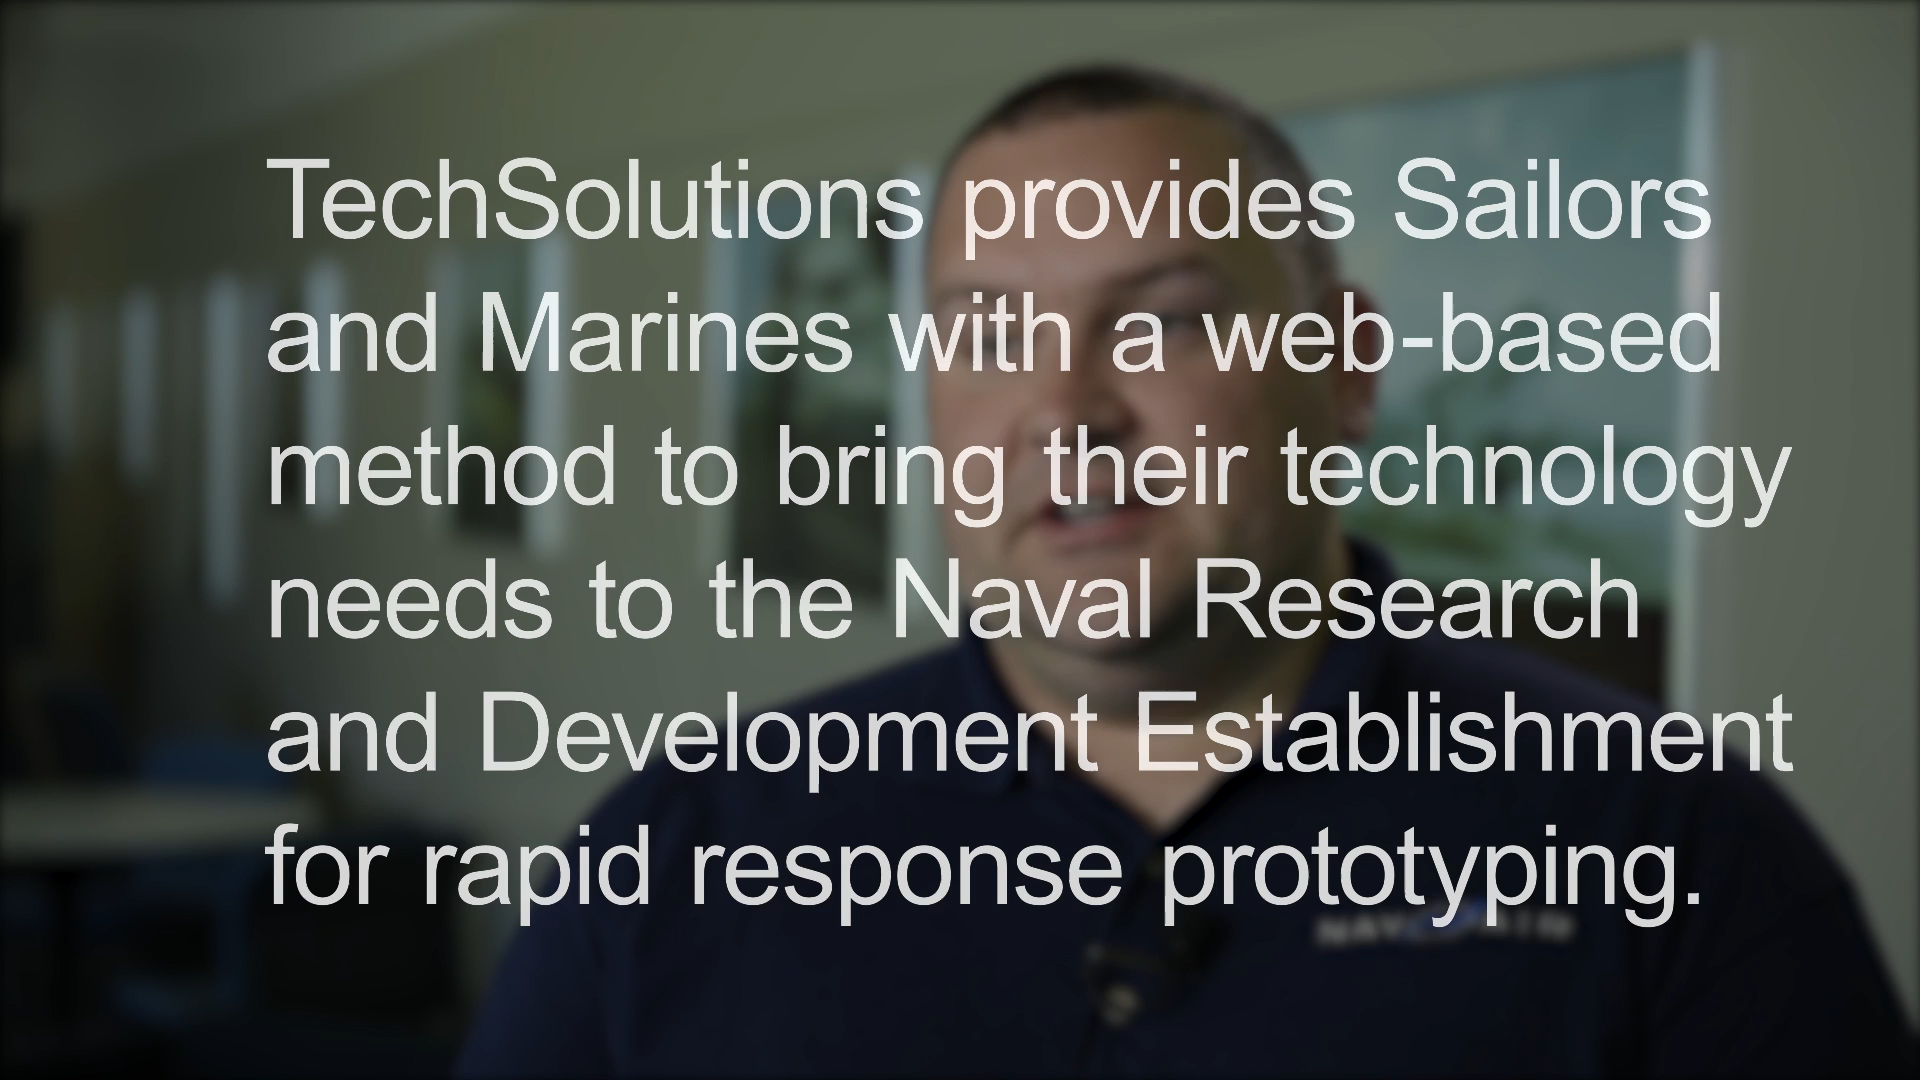 TechSolutions provides Sailors
and Marines with a web-based
method to bring their technology
needs to the Naval Research
and Development Establishment
for rapid response prototyping.